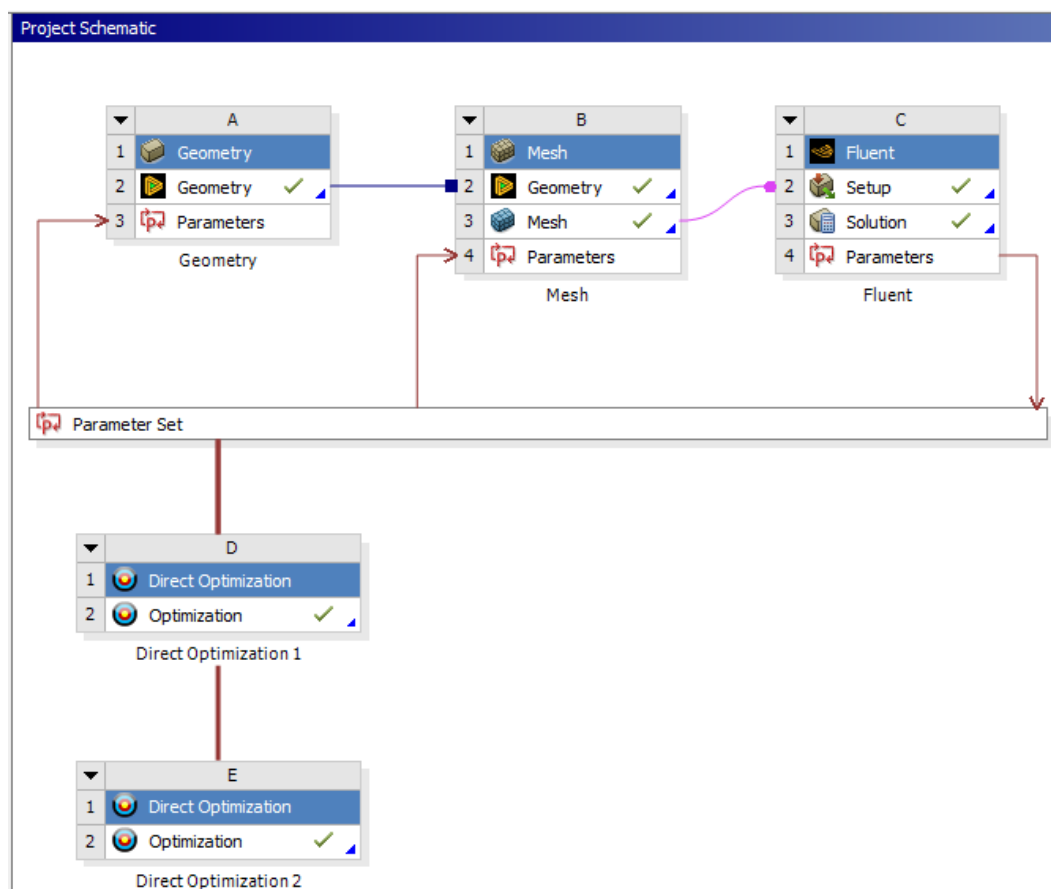 Project Schematic
A
1 Geometry
2 Geometry
3 Parameters
Geometry
B
1 Mesh
2 Geometry
3 Mesh
4 Parameters
Mesh
C
1 Fluent
2 Setup
3 Solution
4 Parameters
Fluent
Parameter Set
D
1 Direct Optimization
2 Optimization
Direct Optimization 1
E
1 Direct Optimization
2 Optimization
Direct Optimization 2